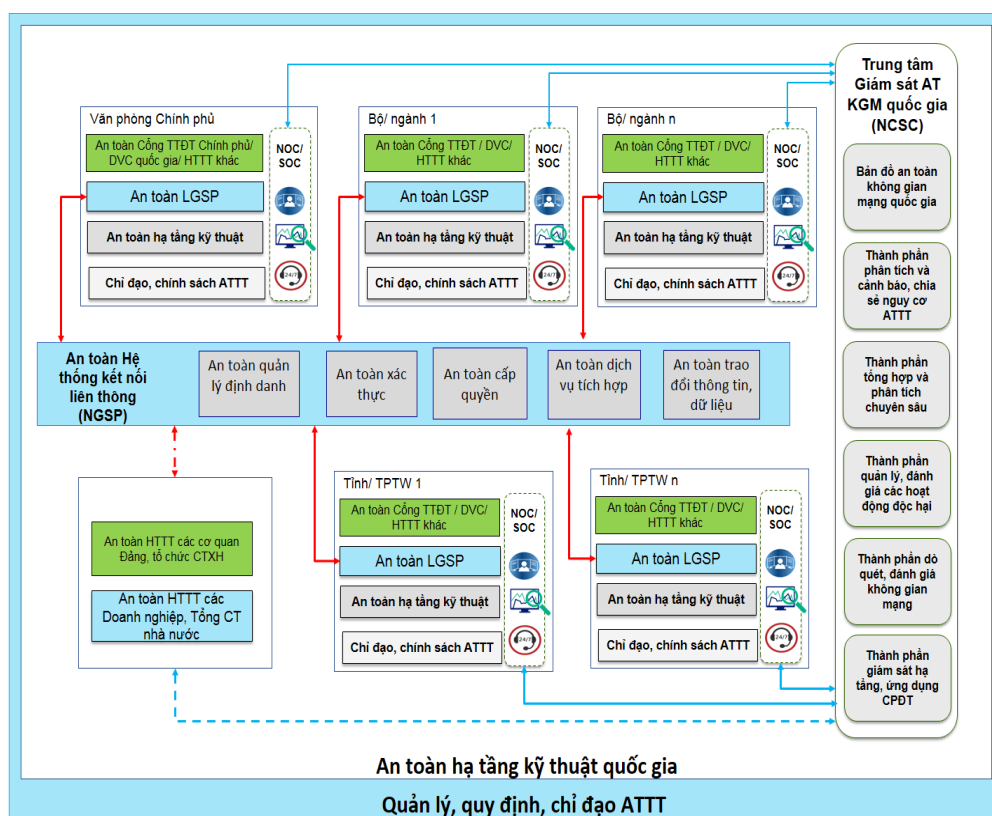 Trung tâm
Giám sát AT
KGM quốc gia
(NCSC)
Văn phòng Chính phủ
An toàn Cổng TTĐT Chính phủ/
DVC quốc gia/ HTTT khác
NOC/
SOC
An toàn LGSP
An toàn hạ tầng kỹ thuật
24/7
Chỉ đạo, chính sách ATTT
Bộ/ ngành 1
An toàn Cổng TTĐT / DVC/
HTTT khác
NOC/
SOC
An toàn LGSP
An toàn hạ tầng kỹ thuật
24/7
Chỉ đạo, chính sách ATTT
Bộ/ ngành n
An toàn Cổng TTĐT / DVC/
HTTT khác
NOC/
SOC
An toàn LGSP
An toàn hạ tầng kỹ thuật
24/7
Chỉ đạo, chính sách ATTT
Bản đồ an toàn
không gian
mạng quốc gia
Thành phần
phân tích và
cảnh báo, chia
sẻ nguy cơ
ATTT
Thành phần
tổng hợp và
phân tích
chuyên sâu
Thành phần
quản lý, đánh
giá các hoạt
động độc hại
Thành phần dò
quét, đánh giá
không gian
mạng
Thành phần
giám sát hạ
tầng, ứng dụng
CPĐT
An toàn Hệ
thống kết nối
liên thông
(NGSP)
An toàn quản
lý định danh
An toàn xác
thực
An toàn cấp
quyền
An toàn dịch
vụ tích hợp
An toàn trao
đổi thông tin,
dữ liệu
An toàn HTTT các cơ quan
Đảng, tổ chức CTXH
An toàn HTTT các
Doanh nghiệp, Tổng CT
nhà nước
Tỉnh/ TPTW 1
An toàn Cổng TTĐT / DVC/
HTTT khác
NOC/
SOC
An toàn LGSP
An toàn hạ tầng kỹ thuật
24/7
Chỉ đạo, chính sách ATTT
Tỉnh/ TPTW n
An toàn Cổng TTĐT / DVC/
HTTT khác
NOC/
SOC
An toàn LGSP
An toàn hạ tầng kỹ thuật
24/7
Chỉ đạo, chính sách ATTT
An toàn hạ tầng kỹ thuật quốc gia
Quản lý, quy định, chỉ đạo ATTT